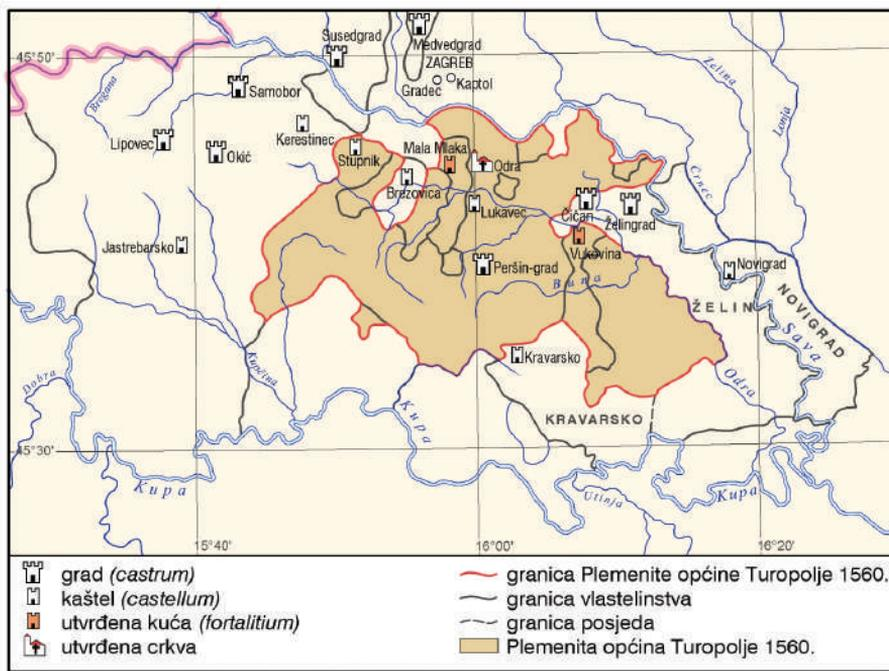 Susedgrad
Medvedgrad
45°50'
ZAGREB
Gradec
Kaptol
Bregana
Samobor
Zelina
Lonja
Lipovec
Okić
Kerestinec
Stupnik
Mala Mlaka
Odra
Crnec
Brezovica
Lukavec
Čičan
Želingrad
Jastrebarsko
Vukovina
Peršin-grad
Novigrad
Buna
ŽELIN
NOVIGRAD
Sava
Kravarsko
Kupčina
Dobra
Odra
Kupa
KRAVARSKO
45°30'
Kupa
Utinja
Kupa
15°40'
16°00'
16°20'
grad (castrum)
kaštel (castellum)
utvrđena kuća (fortalitium)
utvrđena crkva
granica Plemenite općine Turopolje 1560.
granica vlastelinstva
granica posjeda
Plemenita općina Turopolje 1560.